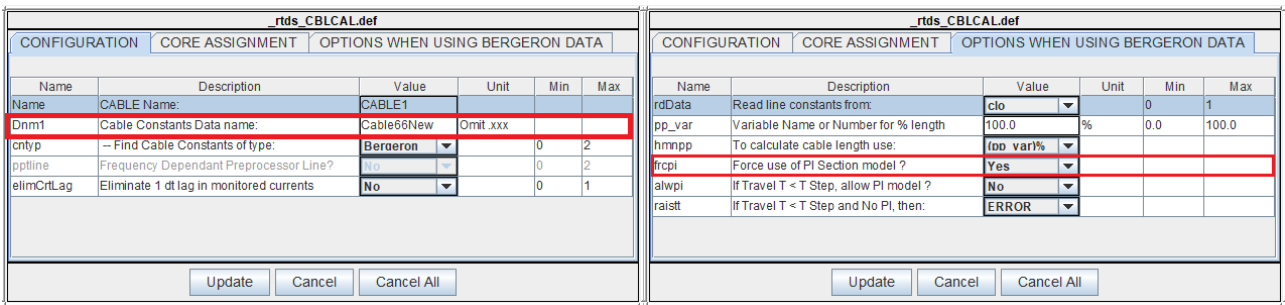 _rtds_CBLCAL.def
CONFIGURATION CORE ASSIGNMENT OPTIONS WHEN USING BERGERON DATA
Name Description Value Unit Min Max
Name CABLE Name: CABLE1
Dnm1 Cable Constants Data name: Cable66New Omit .xxx
cntyp -- Find Cable Constants of type: Bergeron 0 2
pptline Frequency Dependant Preprocessor Line? No 0 2
elimCrtLag Eliminate 1 dt lag in monitored currents No 0 1
Update Cancel Cancel All
_rtds_CBLCAL.def
CONFIGURATION CORE ASSIGNMENT OPTIONS WHEN USING BERGERON DATA
Name Description Value Unit Min Max
rdData Read line constants from: clo 0 1
pp_var Variable Name or Number for % length 100.0 % 0.0 100.0
hmnpp To calculate cable length use: (pp_var)%
frcpi Force use of PI Section model ? Yes
alwpi If Travel T < T Step, allow PI model ? No
raistt If Travel T < T Step and No PI, then: ERROR
Update Cancel Cancel All